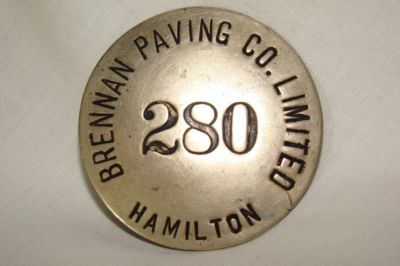 BRENNAN PAVING CO. LIMITED
280
HAMILTON